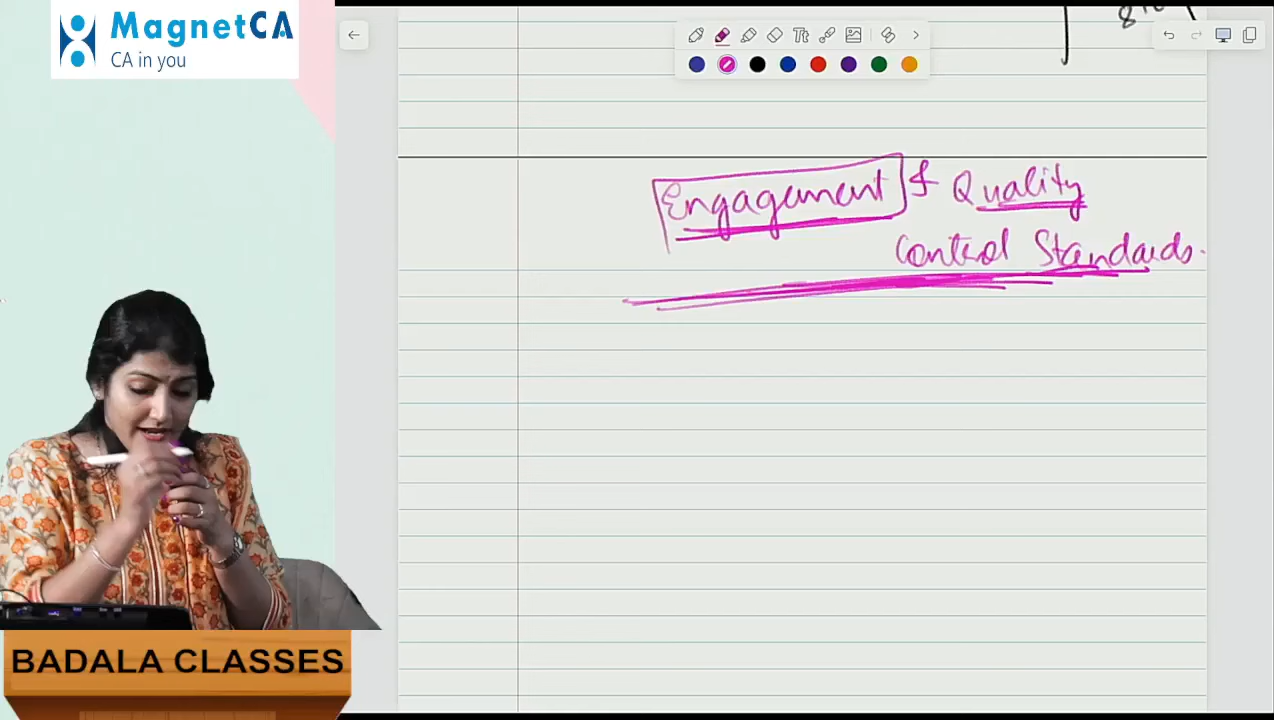 MagnetCA
CA in you
Engagement & Quality
Control Standards.
BADALA CLASSES